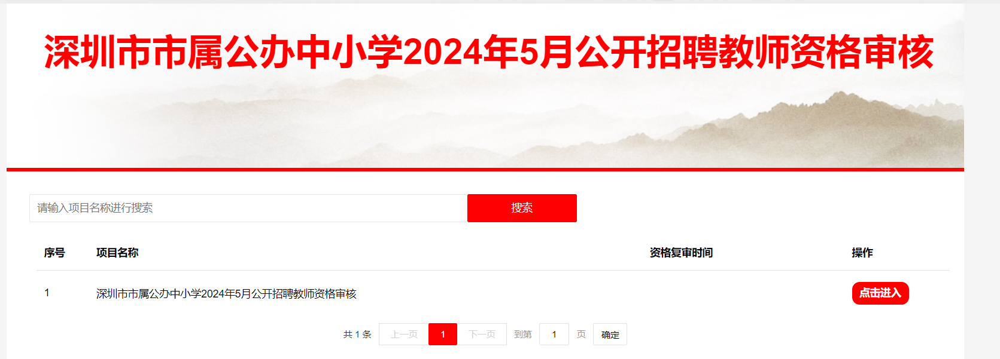 深圳市市属公办中小学2024年5月公开招聘教师资格审核
请输入项目名称进行搜索 搜索
序号 项目名称 资格复审时间 操作
1 深圳市市属公办中小学2024年5月公开招聘教师资格审核 点击进入
共 1 条 上一页 1 下一页 到第 1 页 确定